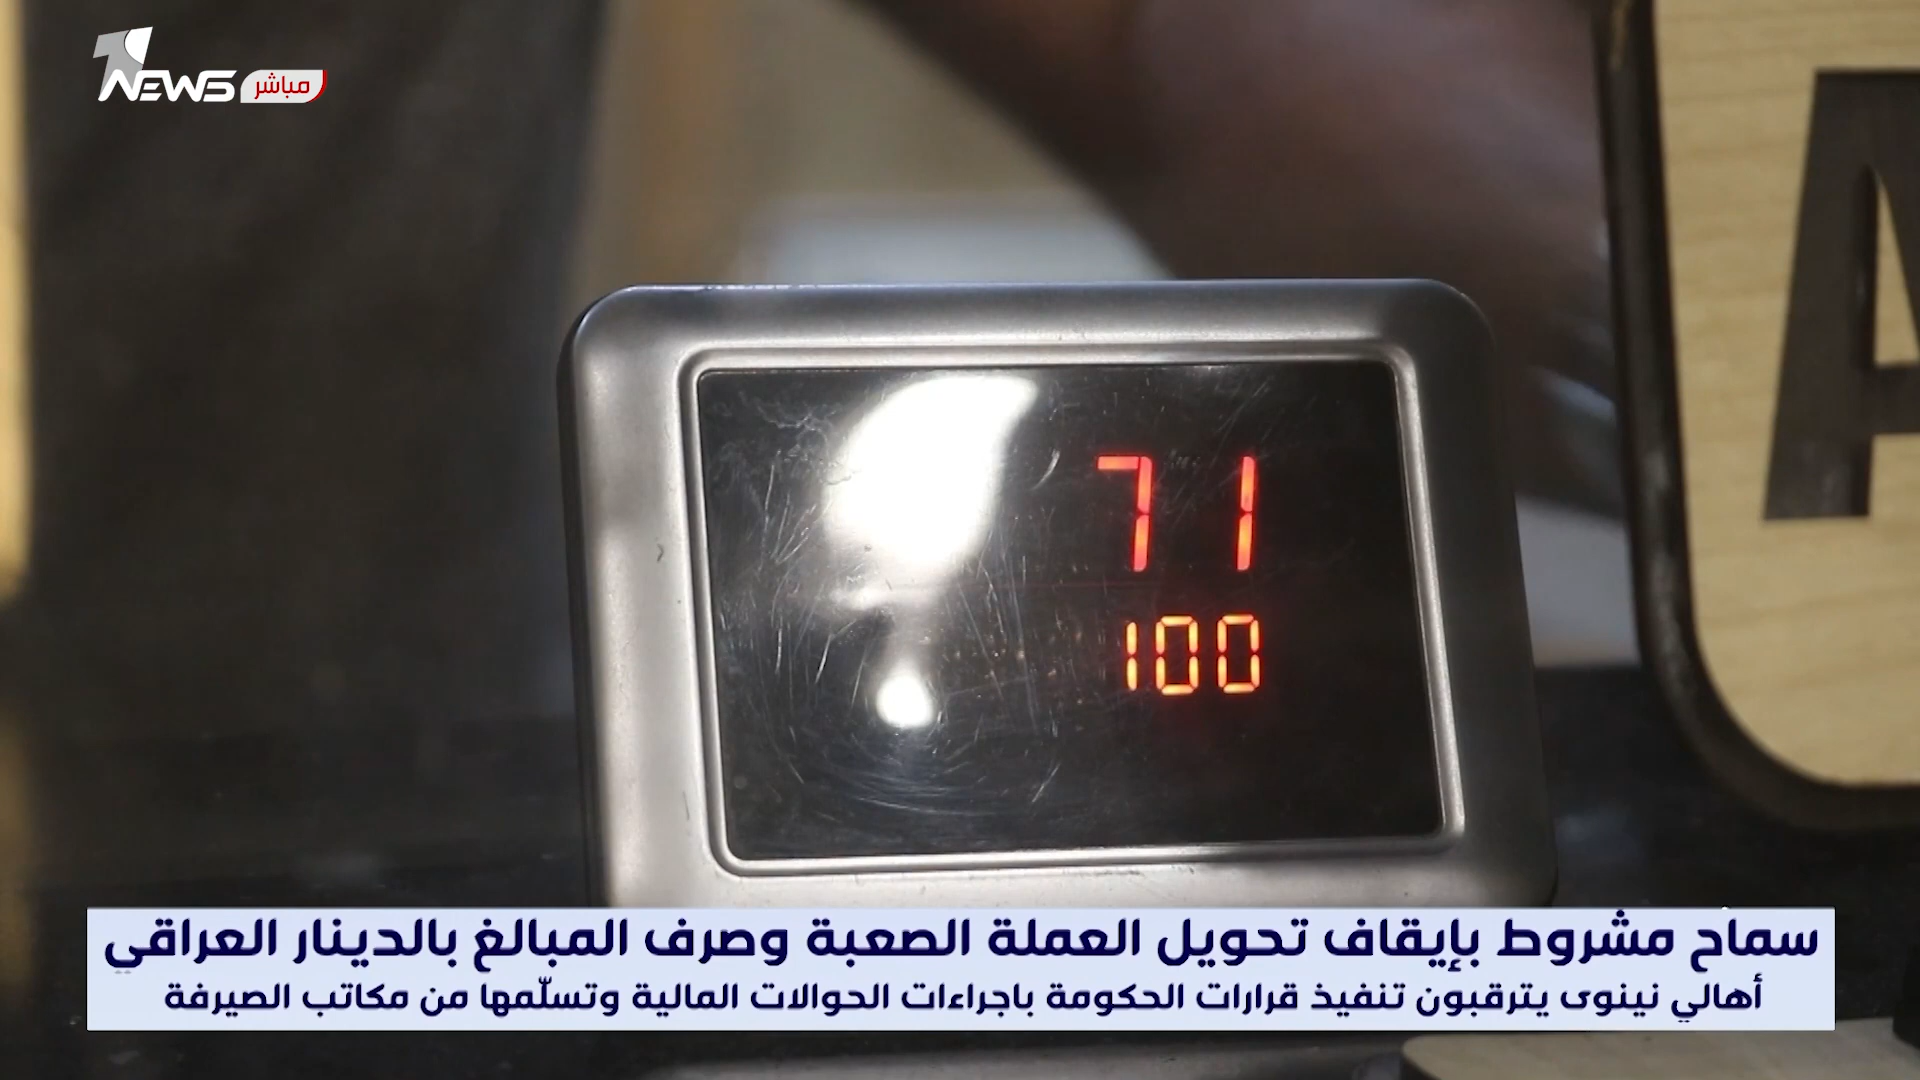 1NEWS مباشر
71
100
A
سماح مشروط بإيقاف تحويل العملة الصعبة وصرف المبالغ بالدينار العراقي
أهالي نينوى يترقبون تنفيذ قرارات الحكومة باجراءات الحوالات المالية وتسلّمها من مكاتب الصيرفة